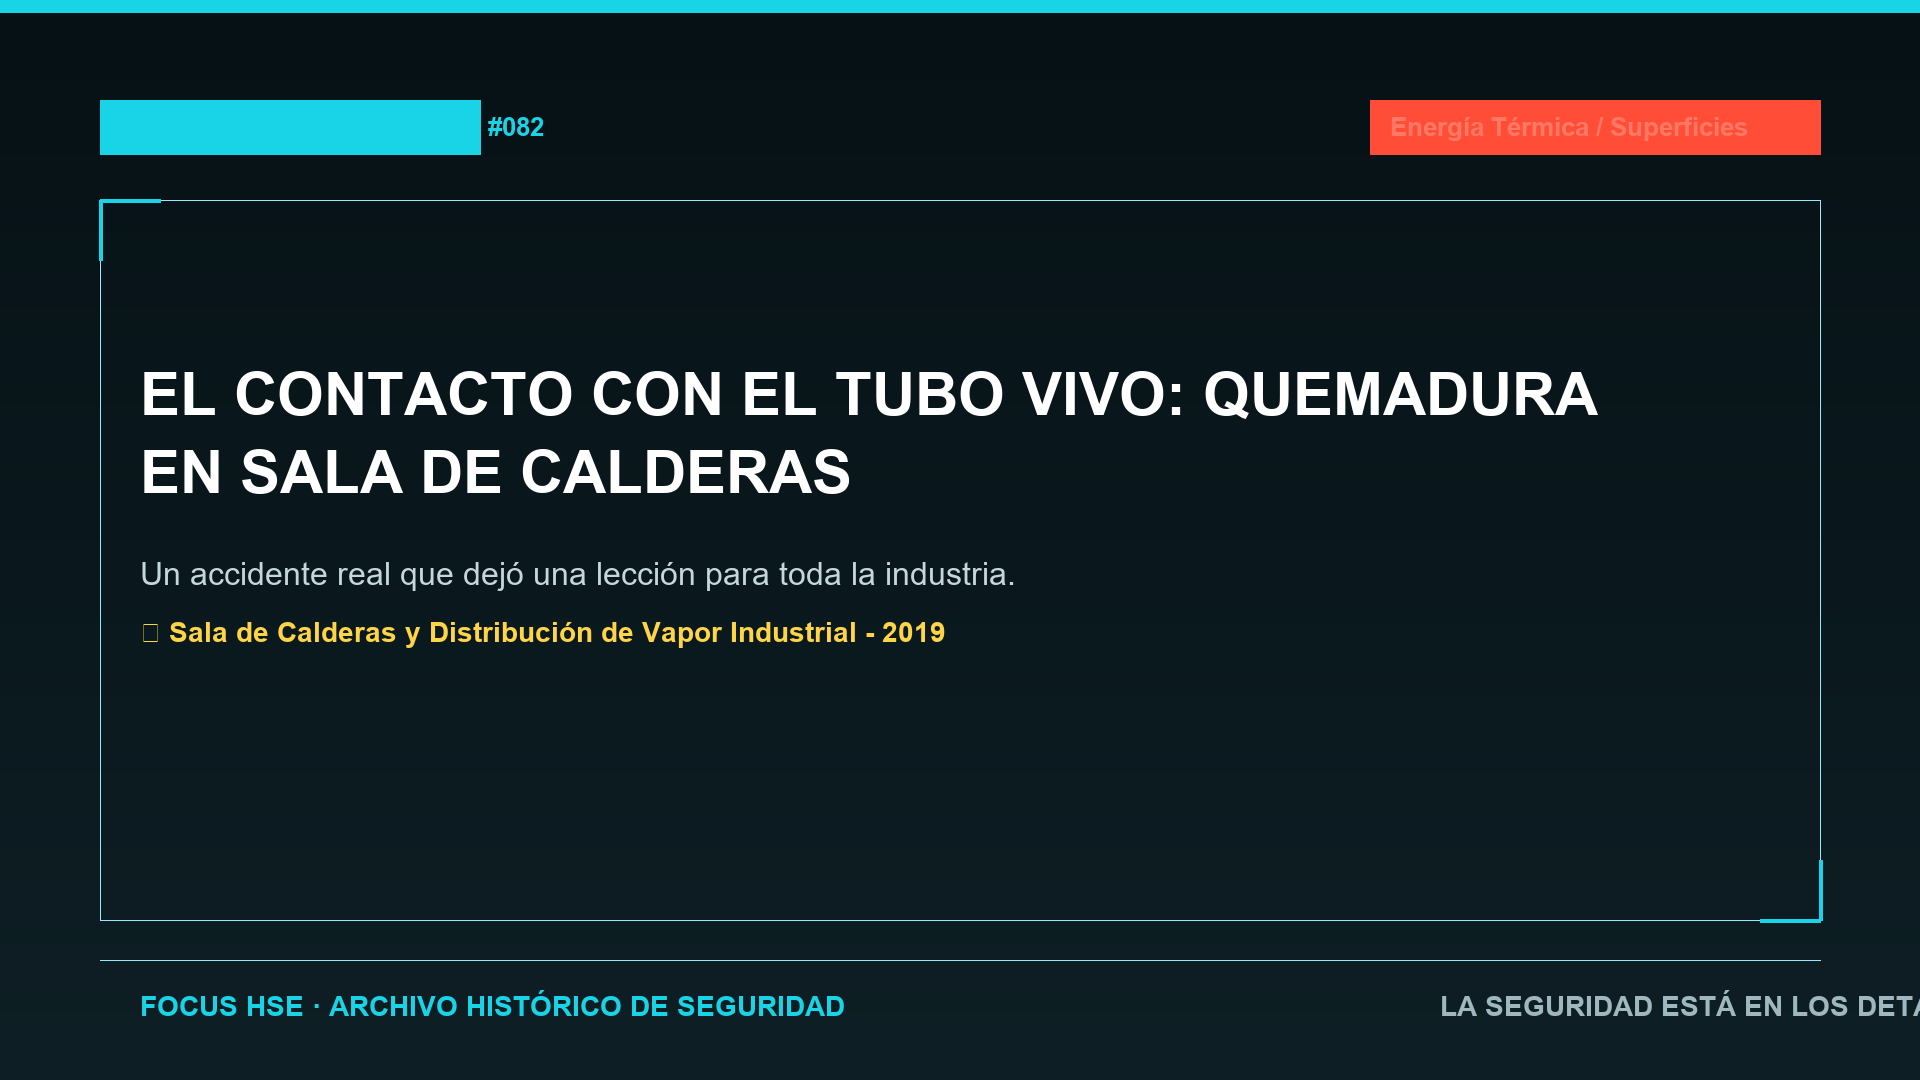 #082
Energía Térmica / Superficies
EL CONTACTO CON EL TUBO VIVO: QUEMADURA
EN SALA DE CALDERAS
Un accidente real que dejó una lección para toda la industria.
Sala de Calderas y Distribución de Vapor Industrial - 2019
FOCUS HSE · ARCHIVO HISTÓRICO DE SEGURIDAD
LA SEGURIDAD ESTÁ EN LOS